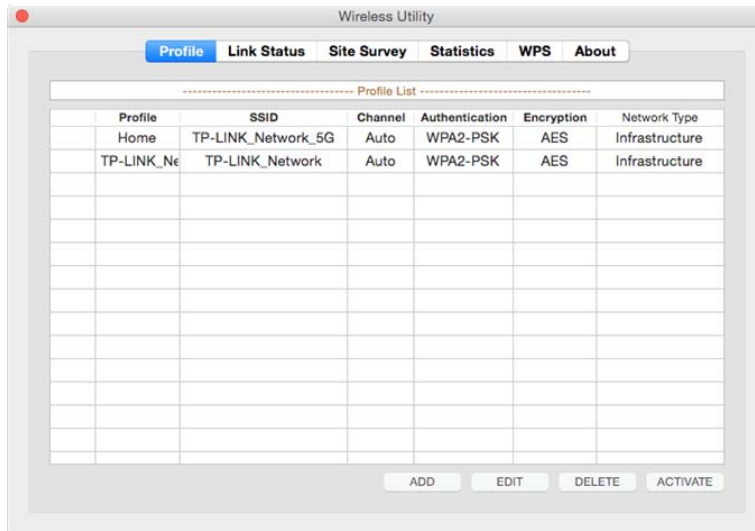 Wireless Utility
Profile Link Status Site Survey Statistics WPS About
----------------------------------- Profile List -----------------------------------
Profile SSID Channel Authentication Encryption Network Type
Home TP-LINK_Network_5G Auto WPA2-PSK AES Infrastructure
TP-LINK_Ne TP-LINK_Network Auto WPA2-PSK AES Infrastructure
ADD EDIT DELETE ACTIVATE